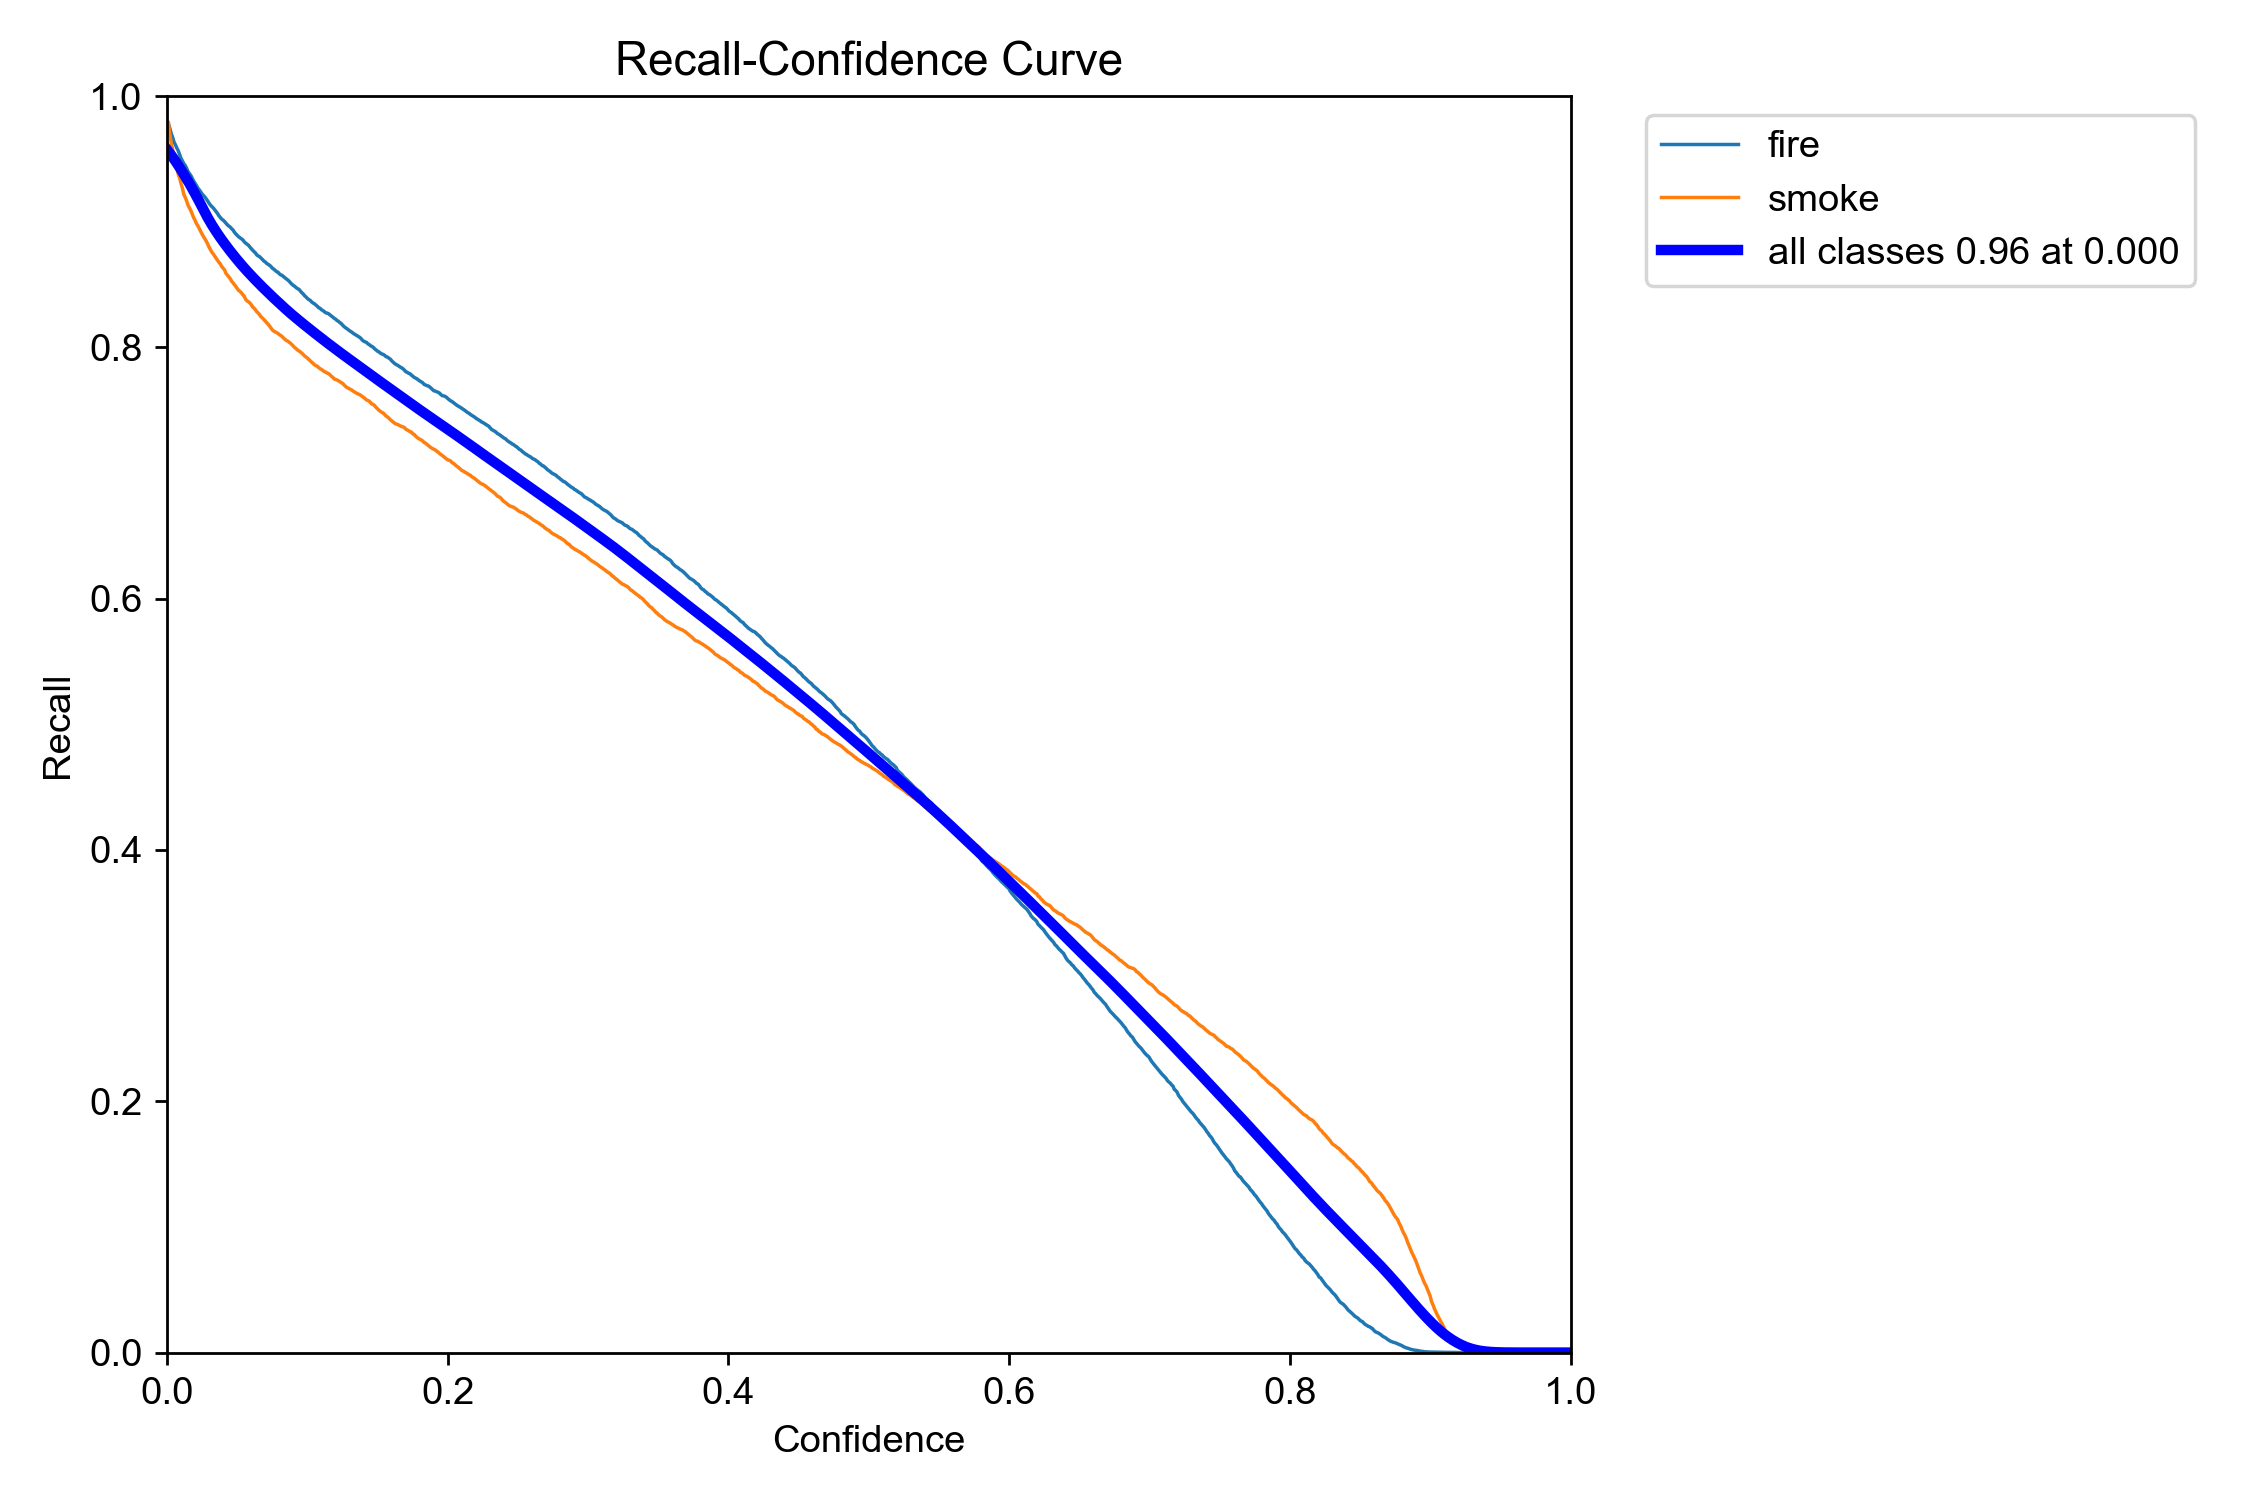 Recall-Confidence Curve
1.0
0.8
0.6
0.4
0.2
0.0
Recall
0.0 0.2 0.4 0.6 0.8 1.0
Confidence
fire
smoke
all classes 0.96 at 0.000